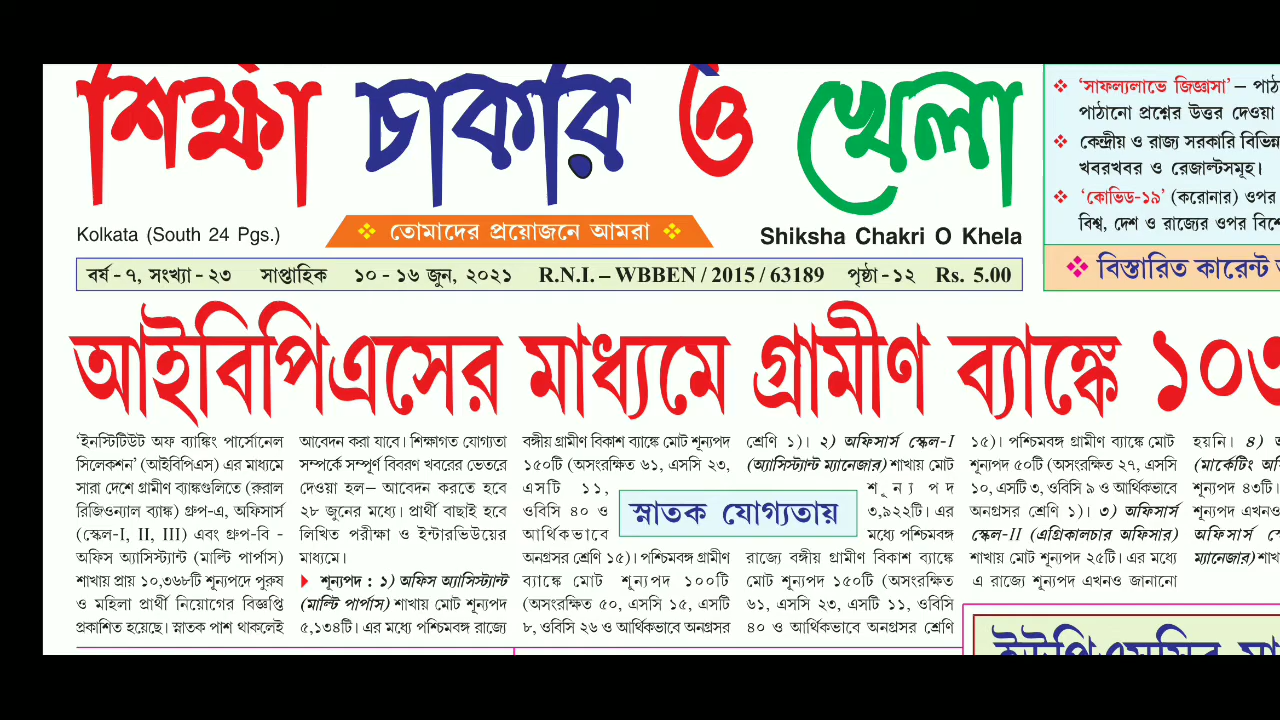 শিক্ষা চাকরি ও খেলা
Kolkata (South 24 Pgs.)
❖ তোমাদের প্রয়োজনে আমরা ❖
Shiksha Chakri O Khela
বর্ষ - ৭, সংখ্যা - ২৩ সাপ্তাহিক ১০ - ১৬ জুন, ২০২১ R.N.I. – WBBEN / 2015 / 63189 পৃষ্ঠা - ১২ Rs. 5.00
❖ ‘সাফল্যলাভে জিজ্ঞাসা’ –
পাঠানো প্রশ্নের উত্তর দেওয়া
❖ কেন্দ্রীয় ও রাজ্য সরকারি বিভিন্ন
খবরখবর ও রেজাল্টসমূহ।
❖ ‘কোভিড-১৯’ (করোনার) ওপর
বিশ্ব, দেশ ও রাজ্যের ওপর
❖ বিস্তারিত কারেন্ট
আইবিপিএসের মাধ্যমে গ্রামীণ ব্যাঙ্কে ১০৩
‘ইনস্টিটিউট অফ ব্যাঙ্কিং পার্সোনেল
সিলেকশন’ (আইবিপিএস) এর মাধ্যমে
সারা দেশে গ্রামীণ ব্যাঙ্কগুলিতে (রুরাল
রিজিওন্যাল ব্যাঙ্ক) গ্রুপ-এ, অফিসার্স
(স্কেল-I, II, III) এবং গ্রুপ-বি -
অফিস অ্যাসিস্ট্যান্ট (মাল্টি পার্পাস)
শাখায় প্রায় ১০,৩৬৮টি শূন্যপদে পুরুষ
ও মহিলা প্রার্থী নিয়োগের বিজ্ঞপ্তি
প্রকাশিত হয়েছে। স্নাতক পাশ থাকলেই
আবেদন করা যাবে। শিক্ষাগত যোগ্যতা
সম্পর্কে সম্পূর্ণ বিবরণ খবরের ভেতরে
দেওয়া হল– আবেদন করতে হবে
২৮ জুনের মধ্যে। প্রার্থী বাছাই হবে
লিখিত পরীক্ষা ও ইন্টারভিউয়ের
মাধ্যমে।
শূন্যপদ : ১) অফিস অ্যাসিস্ট্যান্ট
(মাল্টি পার্পাস) শাখায় মোট শূন্যপদ
৫,১৩৪টি। এর মধ্যে পশ্চিমবঙ্গ রাজ্যে
বঙ্গীয় গ্রামীণ বিকাশ ব্যাঙ্কে মোট শূন্যপদ
১৫০টি (অসংরক্ষিত ৬১, এসসি ২৩,
এসটি ১১,
ওবিসি ৪০ ও
আর্থিকভাবে
অনগ্রসর শ্রেণি ১৫)। পশ্চিমবঙ্গ গ্রামীণ
ব্যাঙ্কে মোট শূন্যপদ ১০০টি
(অসংরক্ষিত ৫০, এসসি ১৫, এসটি
৮, ওবিসি ২৬ ও আর্থিকভাবে অনগ্রসর
স্নাতক যোগ্যতায়
শ্রেণি ১)। ২) অফিসার্স স্কেল-I
(অ্যাসিস্ট্যান্ট ম্যানেজার) শাখায় মোট
শূন্যপদ
৩,৯২২টি। এর
মধ্যে পশ্চিমবঙ্গ
রাজ্যে বঙ্গীয় গ্রামীণ বিকাশ ব্যাঙ্কে
মোট শূন্যপদ ১৫০টি (অসংরক্ষিত
৬১, এসসি ২৩, এসটি ১১, ওবিসি
৪০ ও আর্থিকভাবে অনগ্রসর শ্রেণি
১৫)। পশ্চিমবঙ্গ গ্রামীণ ব্যাঙ্কে মোট
শূন্যপদ ৫০টি (অসংরক্ষিত ২৭, এসসি
১০, এসটি ৩, ওবিসি ৯ ও আর্থিকভাবে
অনগ্রসর শ্রেণি ১)। ৩) অফিসার্স
স্কেল-II (এগ্রিকালচার অফিসার)
শাখায় মোট শূন্যপদ ২৫টি। এর মধ্যে
এ রাজ্যে শূন্যপদ এখনও জানানো
হয়নি। ৪)
(মার্কেটিং
শূন্যপদ ৪৩টি।
শূন্যপদ
অফিসার্স
ম্যানেজার)